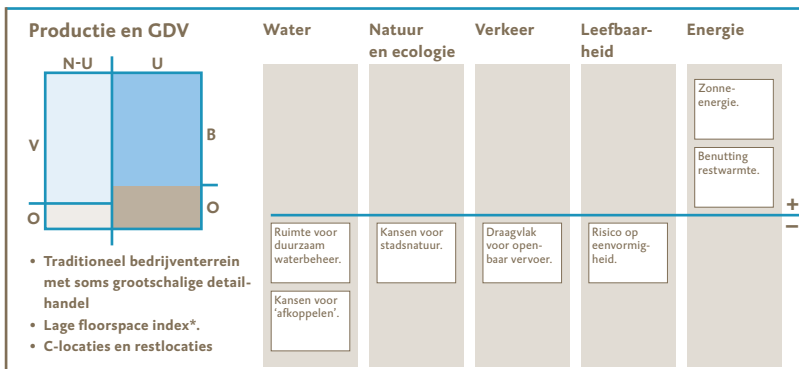 Productie en GDV
N-U
U
V
B
O
O
• Traditioneel bedrijventerrein
met soms grootschalige detail-
handel
• Lage floorspace index*.
• C-locaties en restlocaties
Water
Natuur
en ecologie
Verkeer
Leefbaar-
heid
Energie
Zonne-
energie.
Benutting
restwarmte.
+
–
Ruimte voor
duurzaam
waterbeheer.
Kansen voor
'afkoppelen'.
Kansen voor
stadsnatuur.
Draagvlak
voor open-
baar vervoer.
Risico op
eenvormig-
heid.